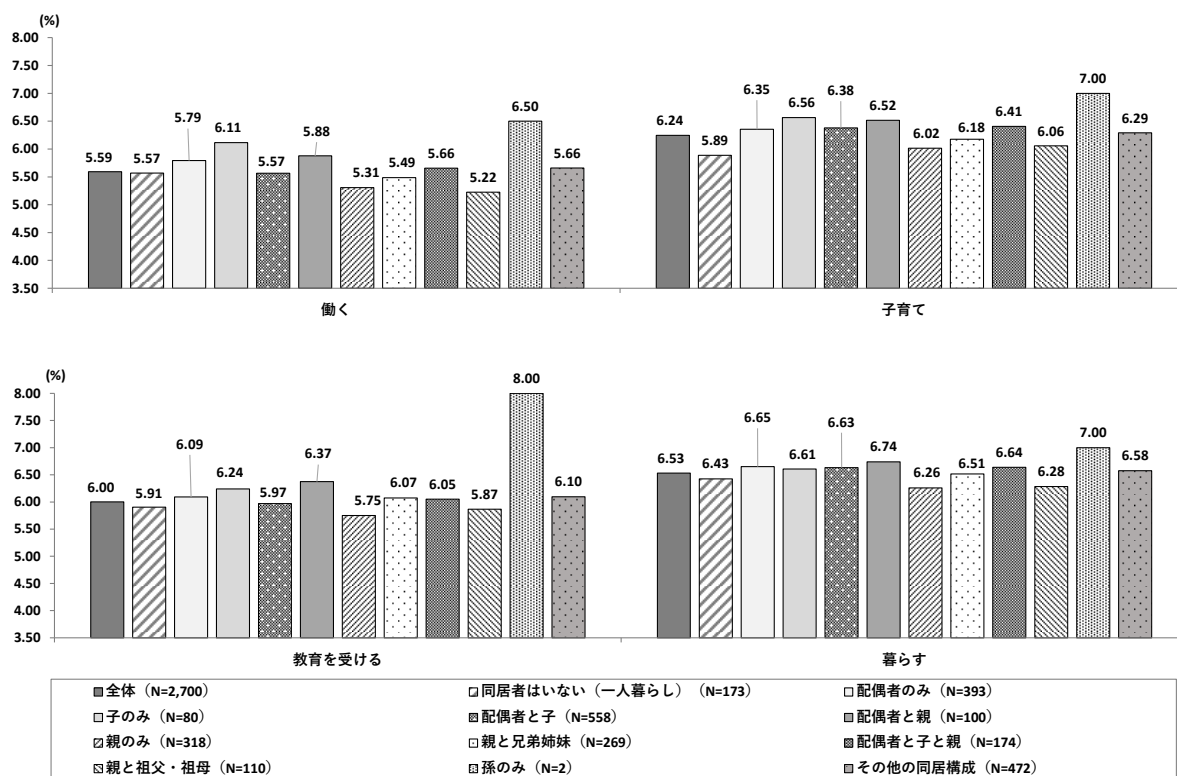 (%)
8.00
7.50
7.00
6.50
6.00
5.50
5.00
4.50
4.00
3.50
5.59 5.57 5.79 6.11 5.57 5.88 5.31 5.49 5.66 5.22 6.50 5.66
6.24 5.89 6.35 6.56 6.38 6.52 6.02 6.18 6.41 6.06 7.00 6.29
働く 子育て
(%)
8.00
7.50
7.00
6.50
6.00
5.50
5.00
4.50
4.00
3.50
6.00 5.91 6.09 6.24 5.97 6.37 5.75 6.07 6.05 5.87 8.00 6.10
6.53 6.43 6.65 6.61 6.63 6.74 6.26 6.51 6.64 6.28 7.00 6.58
教育を受ける 暮らす
全体（N=2,700） 同居者はいない（一人暮らし）（N=173） 配偶者のみ（N=393）
子のみ（N=80） 配偶者と子（N=558） 配偶者と親（N=100）
親のみ（N=318） 親と兄弟姉妹（N=269） 配偶者と子と親（N=174）
親と祖父・祖母（N=110） 孫のみ（N=2） その他の同居構成（N=472）